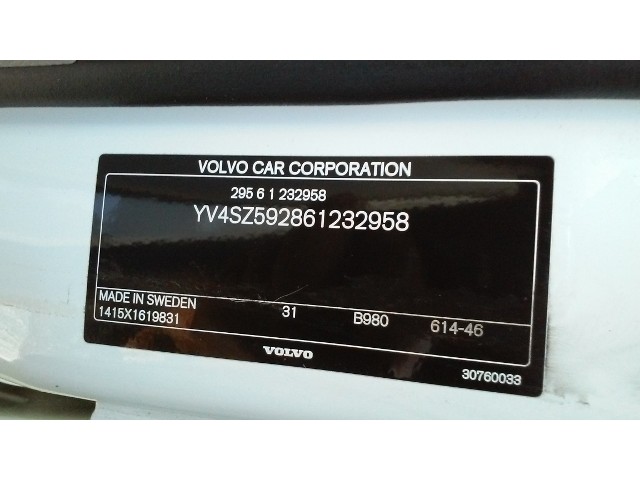 VOLVO CAR CORPORATION
295 6 1 232958
YV4SZ592861232958
MADE IN SWEDEN 31 B980 614-46
1415X1619831
VOLVO
30760033